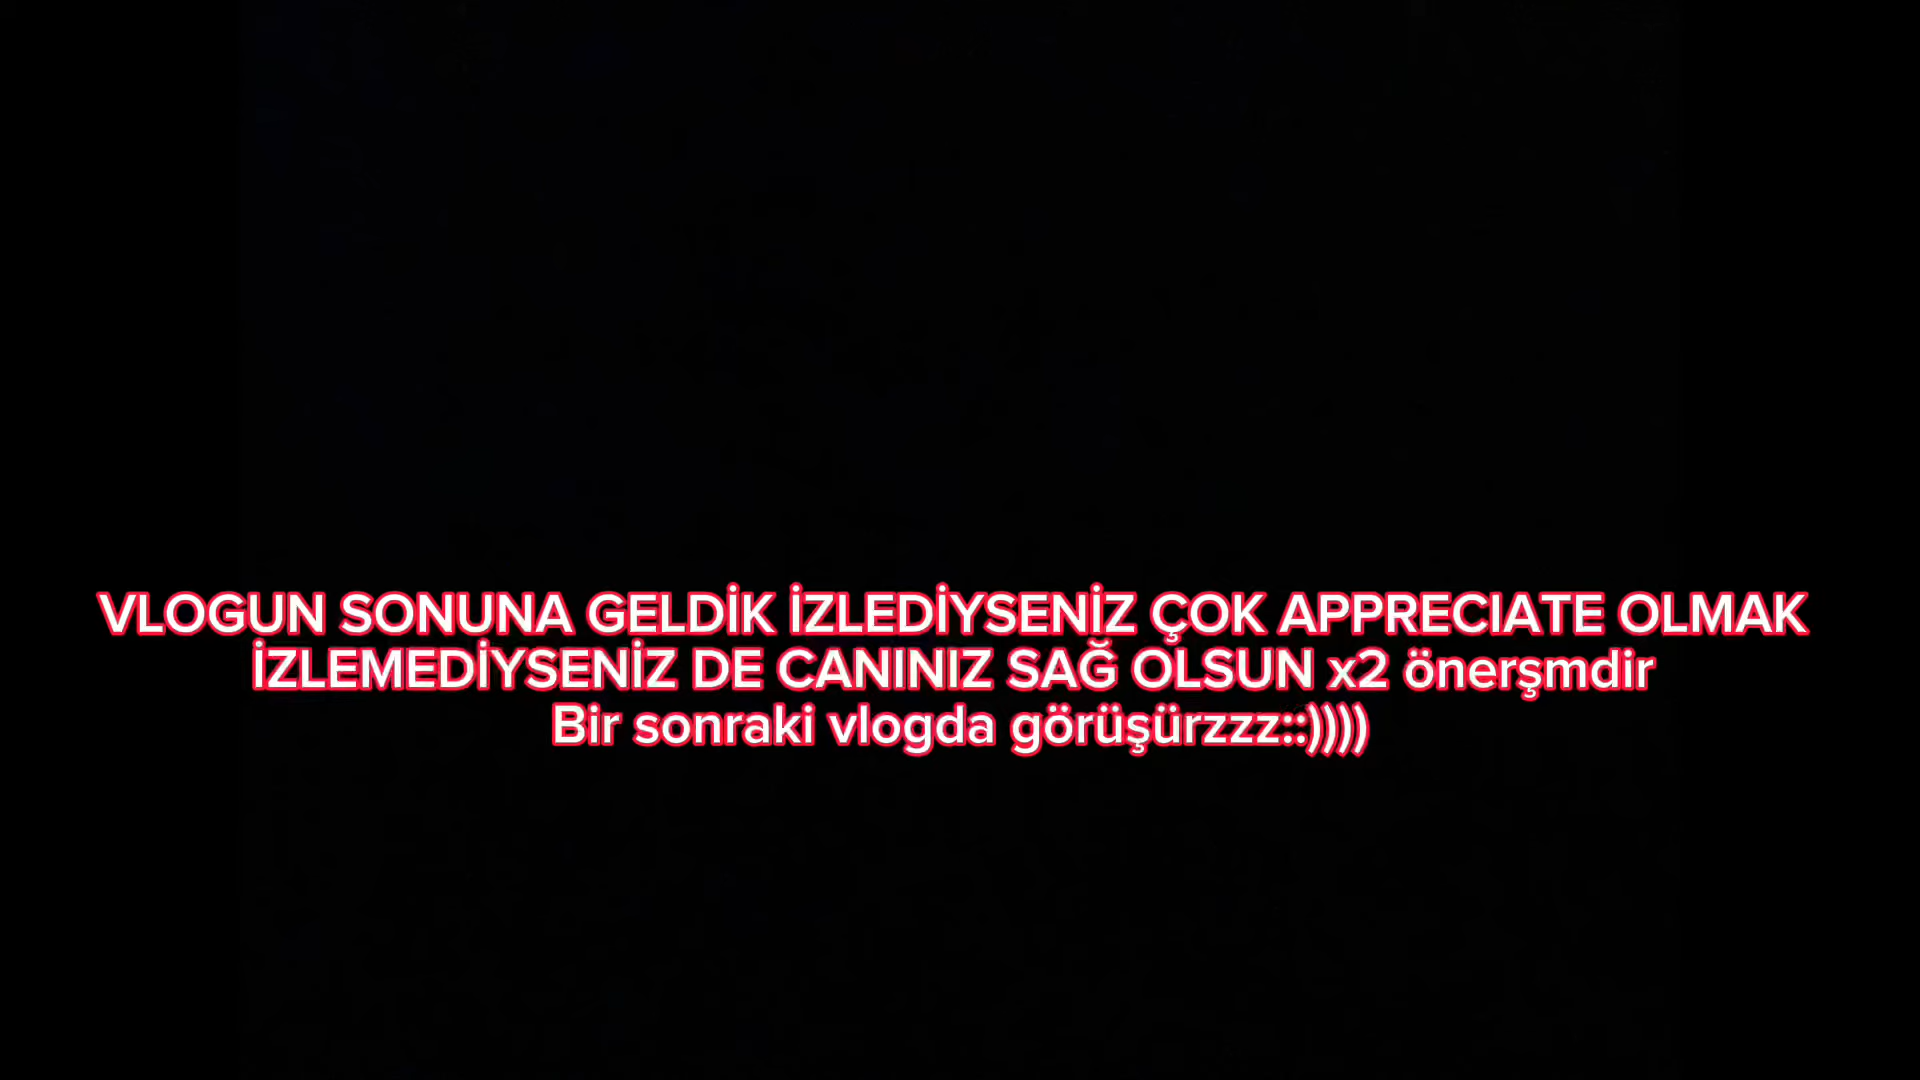 VLOGUN SONUNA GELDİK İZLEDİYSENİZ ÇOK APPRECIATE OLMAK
İZLEMEDİYSENİZ DE CANINIZ SAĞ OLSUN x2 önerşmdir
Bir sonraki vlogda görüşürzzz::))))